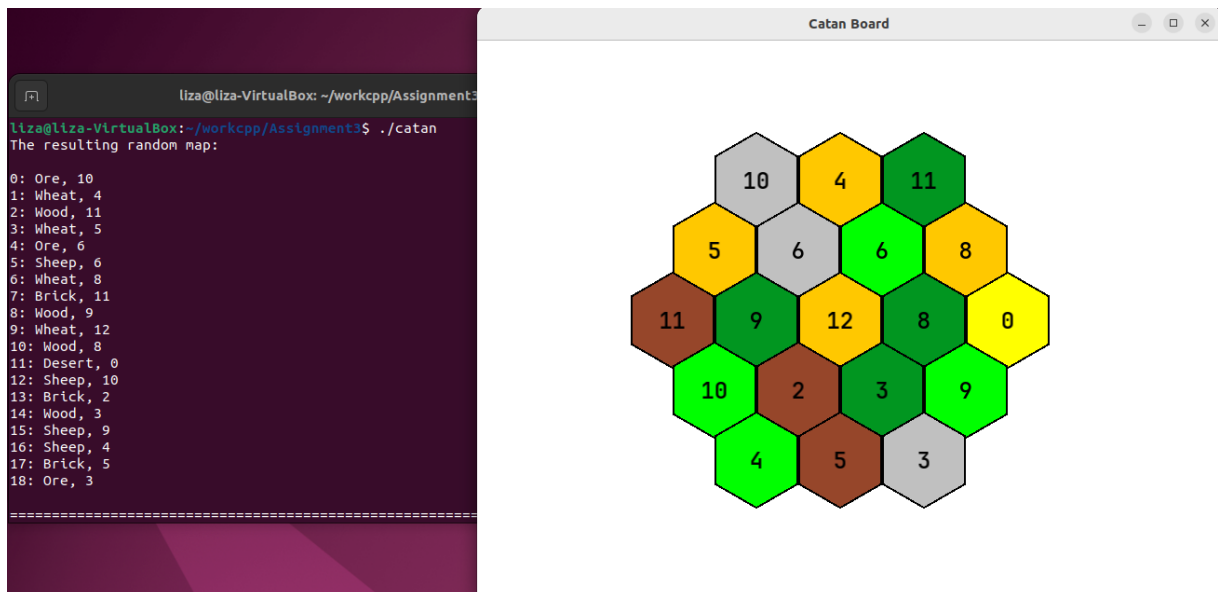 Catan Board
liza@liza-VirtualBox: ~/workcpp/Assignment3
liza@liza-VirtualBox:~/workcpp/Assignment3$ ./catan
The resulting random map:
0: Ore, 10
1: Wheat, 4
2: Wood, 11
3: Wheat, 5
4: Ore, 6
5: Sheep, 6
6: Wheat, 8
7: Brick, 11
8: Wood, 9
9: Wheat, 12
10: Wood, 8
11: Desert, 0
12: Sheep, 10
13: Brick, 2
14: Wood, 3
15: Sheep, 9
16: Sheep, 4
17: Brick, 5
18: Ore, 3
========================================================
10 4 11
5 6 6 8
11 9 12 8 0
10 2 3 9
4 5 3